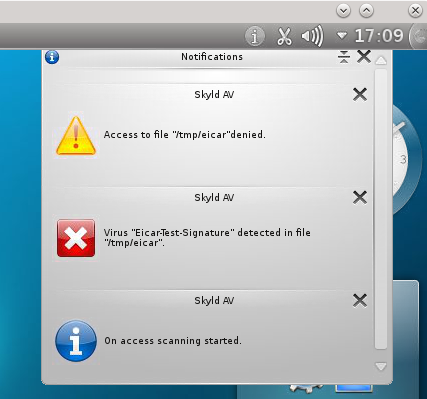 17:09
Notifications
Skyld AV
Access to file "/tmp/eicar"denied.
Skyld AV
Virus "Eicar-Test-Signature" detected in file
"/tmp/eicar".
Skyld AV
On access scanning started.
3